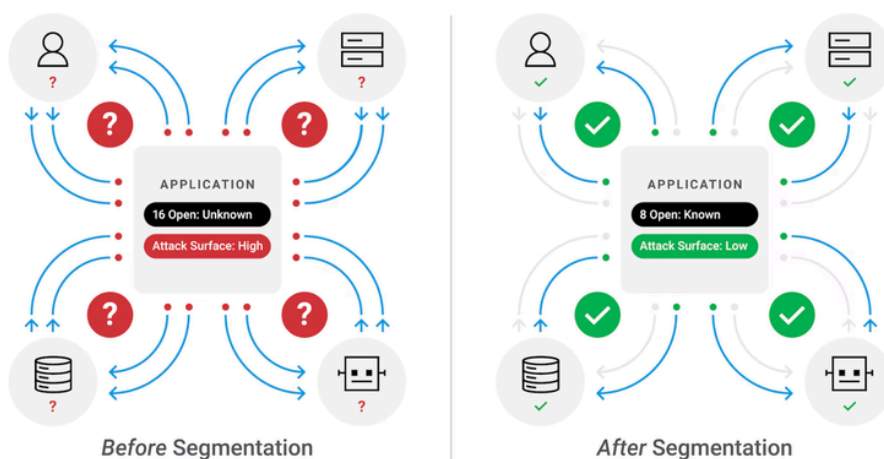 ?
?
?
?
APPLICATION
16 Open: Unknown
Attack Surface: High
?
?
?
?
Before Segmentation
APPLICATION
8 Open: Known
Attack Surface: Low
After Segmentation